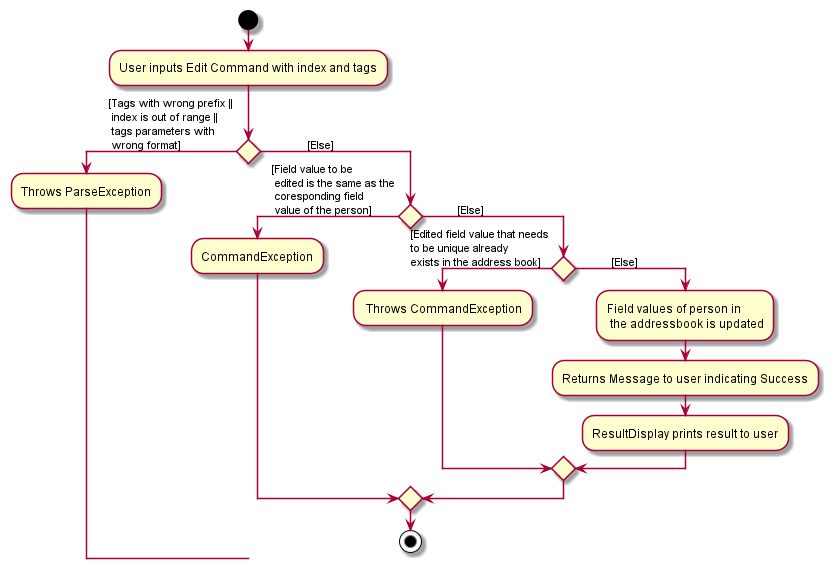 User inputs Edit Command with index and tags
[Tags with wrong prefix ||
index is out of range ||
tags parameters with
wrong format]
[Else]
Throws ParseException
[Field value to be
edited is the same as the
coresponding field
value of the person]
[Else]
CommandException
[Edited field value that needs
to be unique already
exists in the address book]
[Else]
Throws CommandException
Field values of person in
the addressbook is updated
Returns Message to user indicating Success
ResultDisplay prints result to user